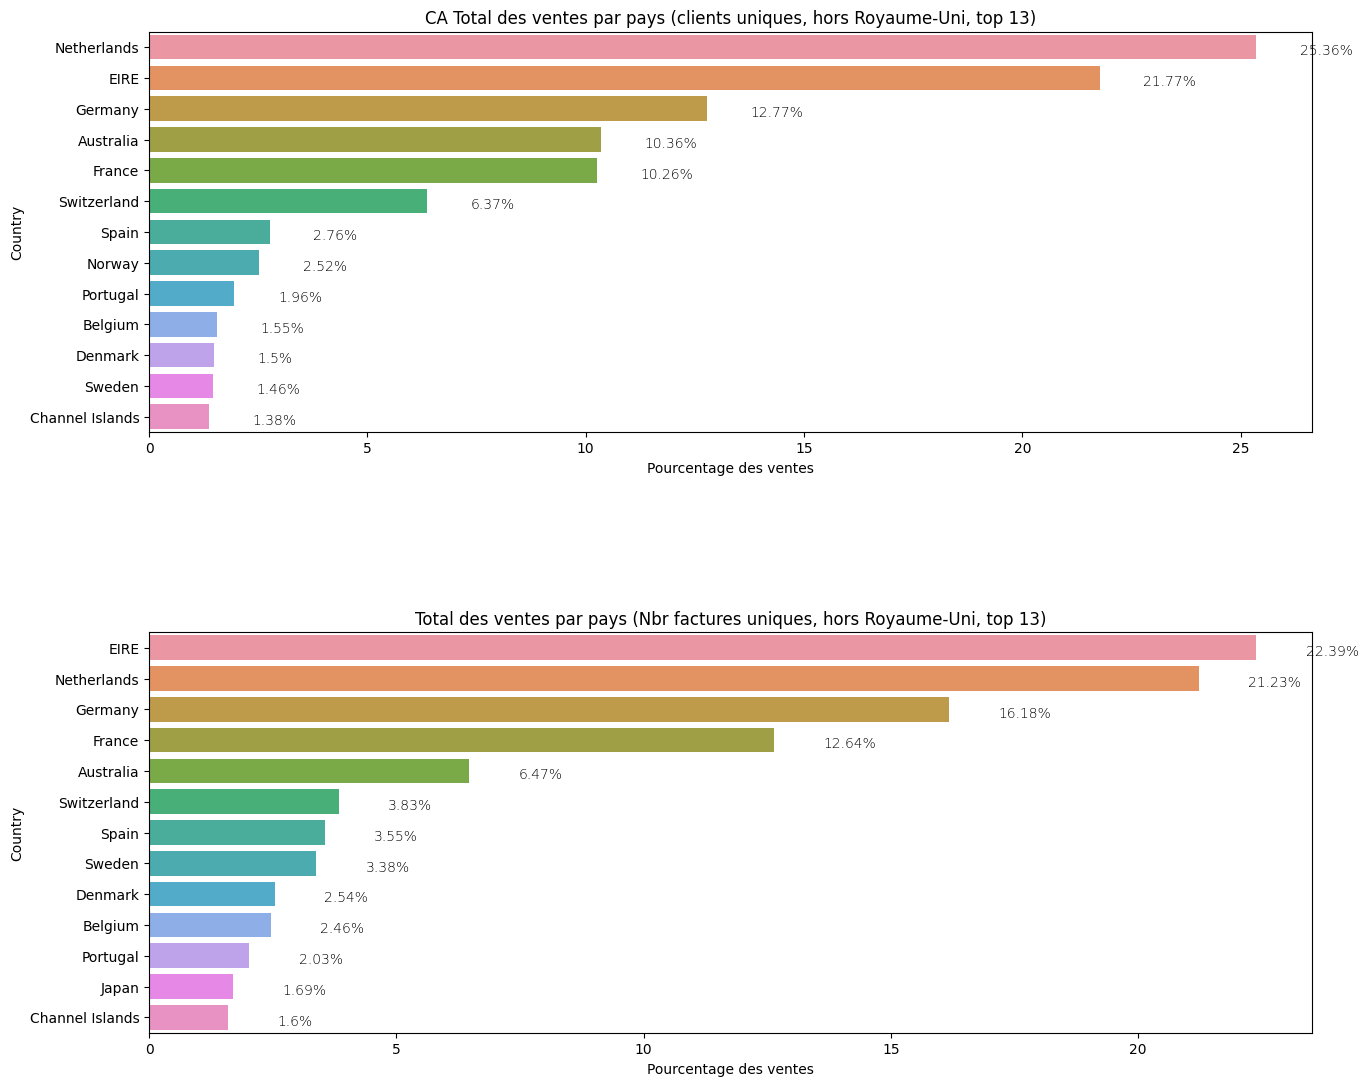 CA Total des ventes par pays (clients uniques, hors Royaume-Uni, top 13)
Netherlands 25.36%
EIRE 21.77%
Germany 12.77%
Australia 10.36%
France 10.26%
Switzerland 6.37%
Spain 2.76%
Norway 2.52%
Portugal 1.96%
Belgium 1.55%
Denmark 1.5%
Sweden 1.46%
Channel Islands 1.38%
Country
0 5 10 15 20 25
Pourcentage des ventes
Total des ventes par pays (Nbr factures uniques, hors Royaume-Uni, top 13)
EIRE 22.39%
Netherlands 21.23%
Germany 16.18%
France 12.64%
Australia 6.47%
Switzerland 3.83%
Spain 3.55%
Sweden 3.38%
Denmark 2.54%
Belgium 2.46%
Portugal 2.03%
Japan 1.69%
Channel Islands 1.6%
Country
0 5 10 15 20
Pourcentage des ventes